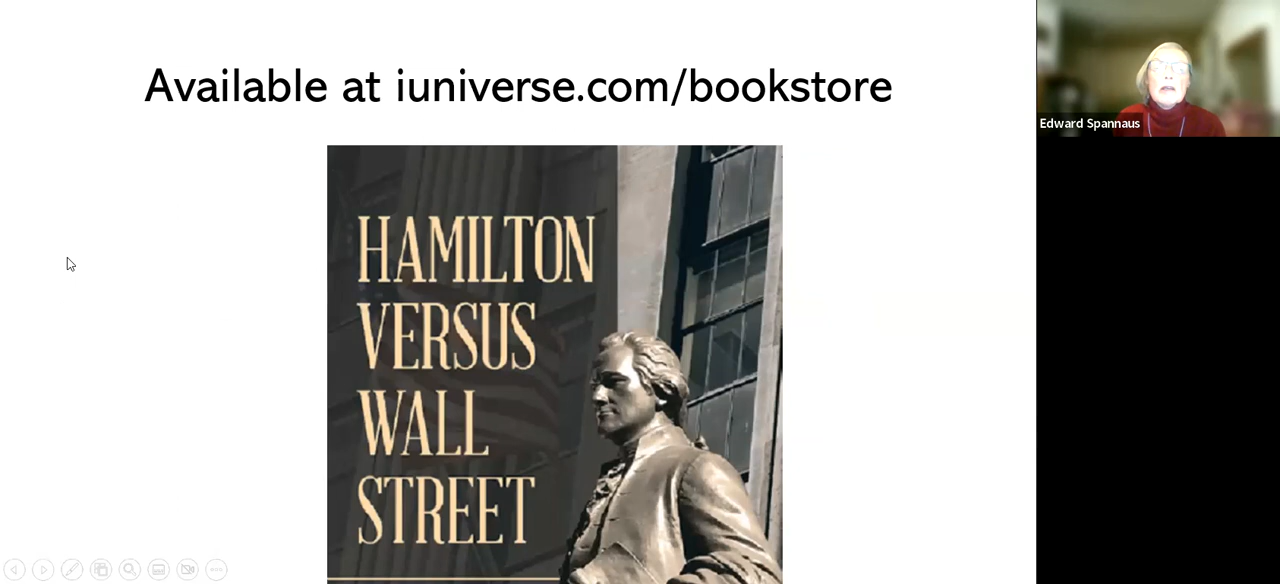 Available at iuniverse.com/bookstore
HAMILTON
VERSUS
WALL
STREET
Edward Spannaus